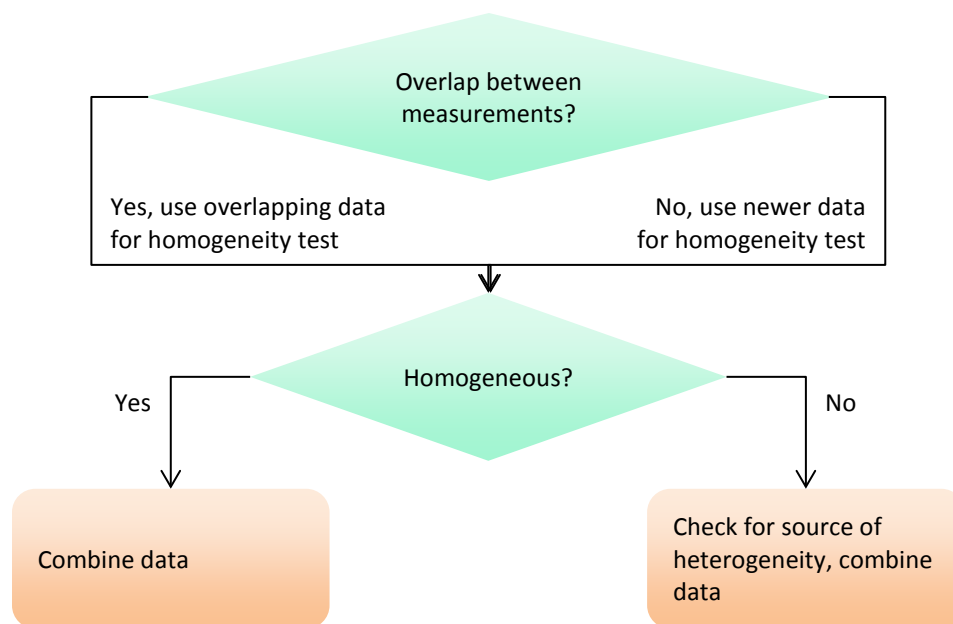 Overlap between
measurements?
Yes, use overlapping data
for homogeneity test
No, use newer data
for homogeneity test
Homogeneous?
Yes
No
Combine data
Check for source of
heterogeneity, combine
data